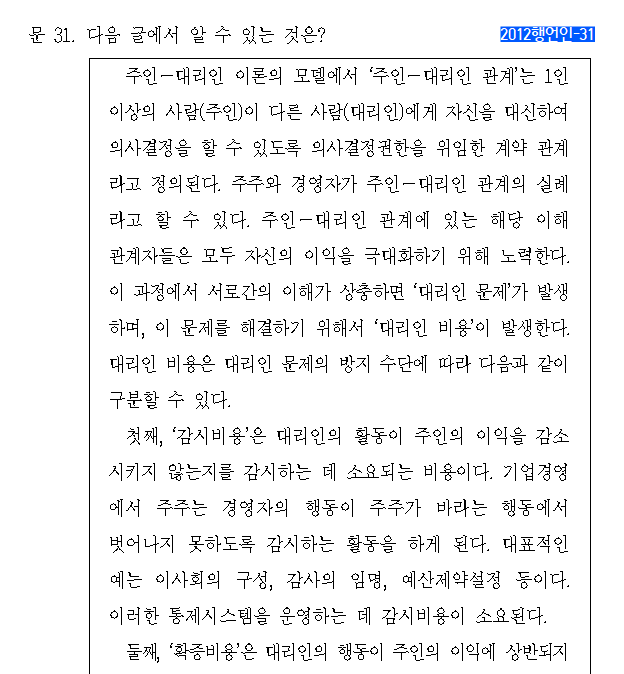 문 31. 다음 글에서 알 수 있는 것은?
2012행언인-31
주인-대리인 이론의 모델에서 ‘주인-대리인 관계’는 1인
이상의 사람(주인)이 다른 사람(대리인)에게 자신을 대신하여
의사결정을 할 수 있도록 의사결정권한을 위임한 계약 관계
라고 정의된다. 주주와 경영자가 주인-대리인 관계의 실례
라고 할 수 있다. 주인-대리인 관계에 있는 해당 이해
관계자들은 모두 자신의 이익을 극대화하기 위해 노력한다.
이 과정에서 서로간의 이해가 상충하면 ‘대리인 문제’가 발생
하며, 이 문제를 해결하기 위해서 ‘대리인 비용’이 발생한다.
대리인 비용은 대리인 문제의 방지 수단에 따라 다음과 같이
구분할 수 있다.
첫째, ‘감시비용’은 대리인의 활동이 주인의 이익을 감소
시키지 않는지를 감시하는 데 소요되는 비용이다. 기업경영
에서 주주는 경영자의 행동이 주주가 바라는 행동에서
벗어나지 못하도록 감시하는 활동을 하게 된다. 대표적인
예는 이사회의 구성, 감사의 임명, 예산제약설정 등이다.
이러한 통제시스템을 운영하는 데 감시비용이 소요된다.
둘째, ‘확증비용’은 대리인의 행동이 주인의 이익에 상반되지